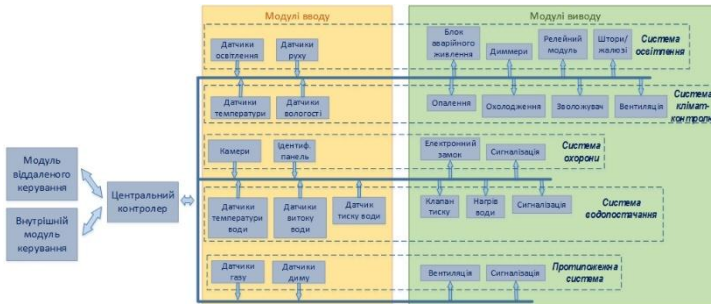 Модулі вводу
Модулі виводу
Датчики
освітлення
Датчики
руху
Блок
аварійного
живлення
Диммери
Релейний
модуль
Штори/
жалюзі
Система
освітлення
Датчики
температури
Датчики
вологості
Опалення
Охолодження
Зволожувач
Вентиляція
Система
клімат-
контролю
Камери
Ідентиф.
панель
Електронний
замок
Сигналізація
Система
охорони
Модуль
віддаленого
керування
Внутрішній
модуль
керування
Центральний
контролер
Датчики
температури
води
Датчики
витоку
води
Датчик
тиску води
Клапан
тиску
Нагрів
води
Сигналізація
Система
водопостачання
Датчики
газу
Датчики
диму
Вентиляція
Сигналізація
Протипожежна
система